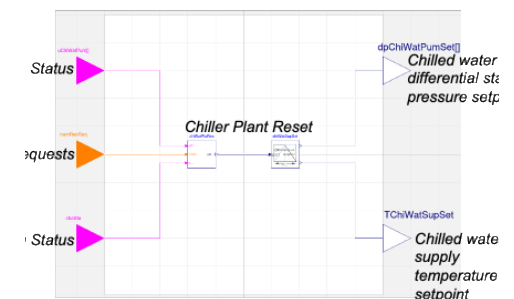 uChiWatPum[]
Status
dpChiWatPumSet[]
Chilled water
differential sta
pressure setp
Chiller Plant Reset
equests
TChiWatSupSet
Status
Chilled wate
supply
temperature
setpoint